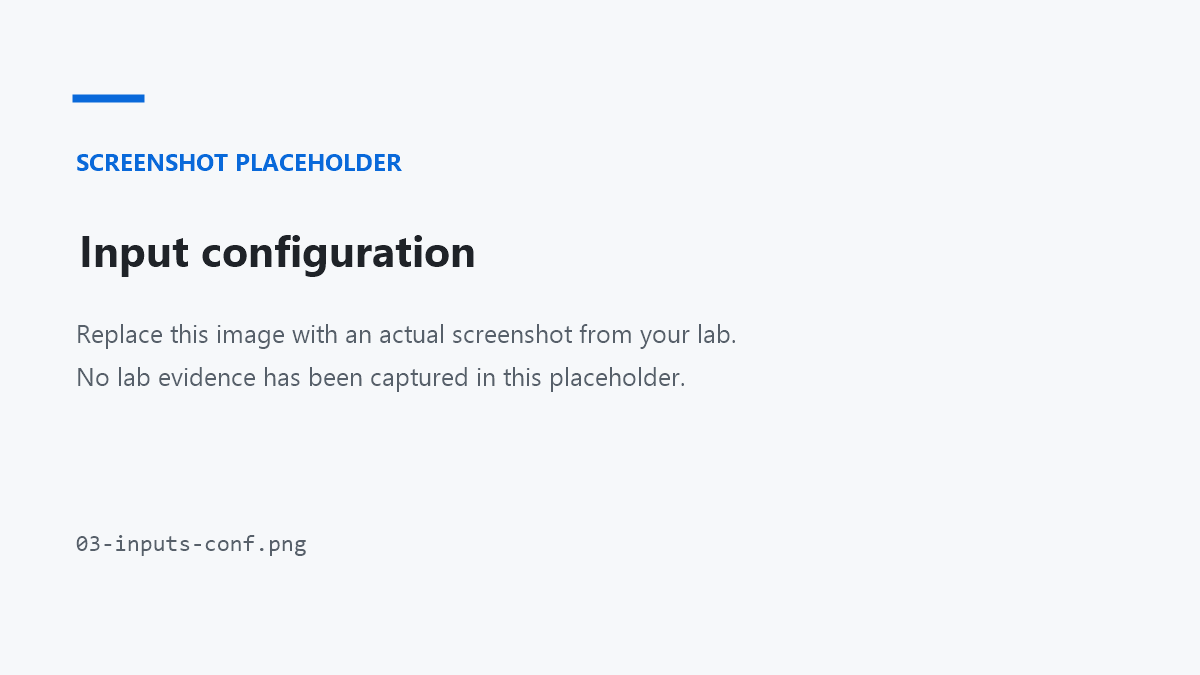 SCREENSHOT PLACEHOLDER
Input configuration
Replace this image with an actual screenshot from your lab.
No lab evidence has been captured in this placeholder.
03-inputs-conf.png